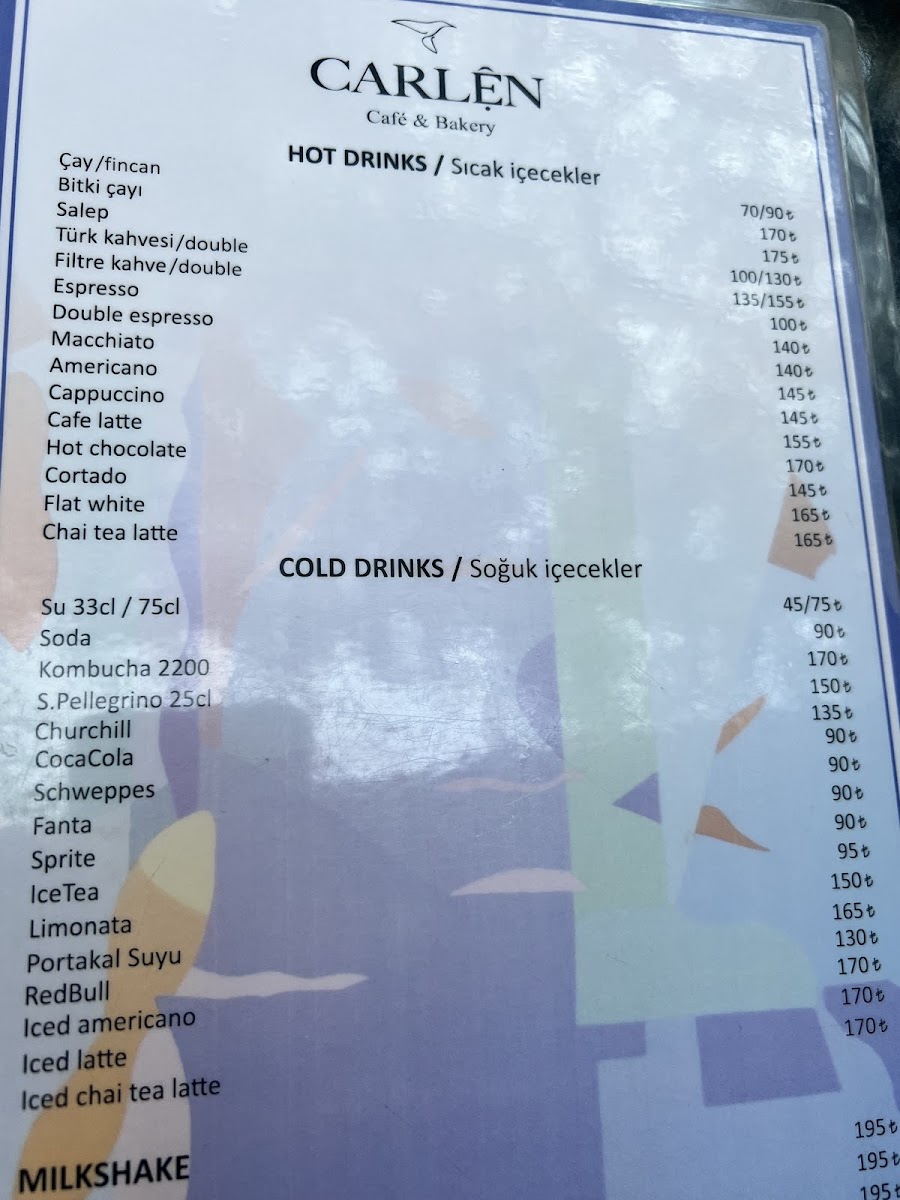 CARLÊN
Café & Bakery
HOT DRINKS / Sıcak içecekler
Çay/fincan 70/90₺
Bitki çayı 170₺
Salep 175₺
Türk kahvesi/double 100/130₺
Filtre kahve/double 135/155₺
Espresso 100₺
Double espresso 140₺
Macchiato 140₺
Americano 145₺
Cappuccino 145₺
Cafe latte 155₺
Hot chocolate 170₺
Cortado 145₺
Flat white 165₺
Chai tea latte 165₺
COLD DRINKS / Soğuk içecekler
Su 33cl / 75cl 45/75₺
Soda 90₺
Kombucha 2200 170₺
S.Pellegrino 25cl 150₺
Churchill 135₺
CocaCola 90₺
Schweppes 90₺
Fanta 90₺
Sprite 90₺
IceTea 95₺
Limonata 150₺
Portakal Suyu 165₺
RedBull 130₺
Iced americano 170₺
Iced latte 170₺
Iced chai tea latte 170₺
MILKSHAKE
195₺
195₺
195₺